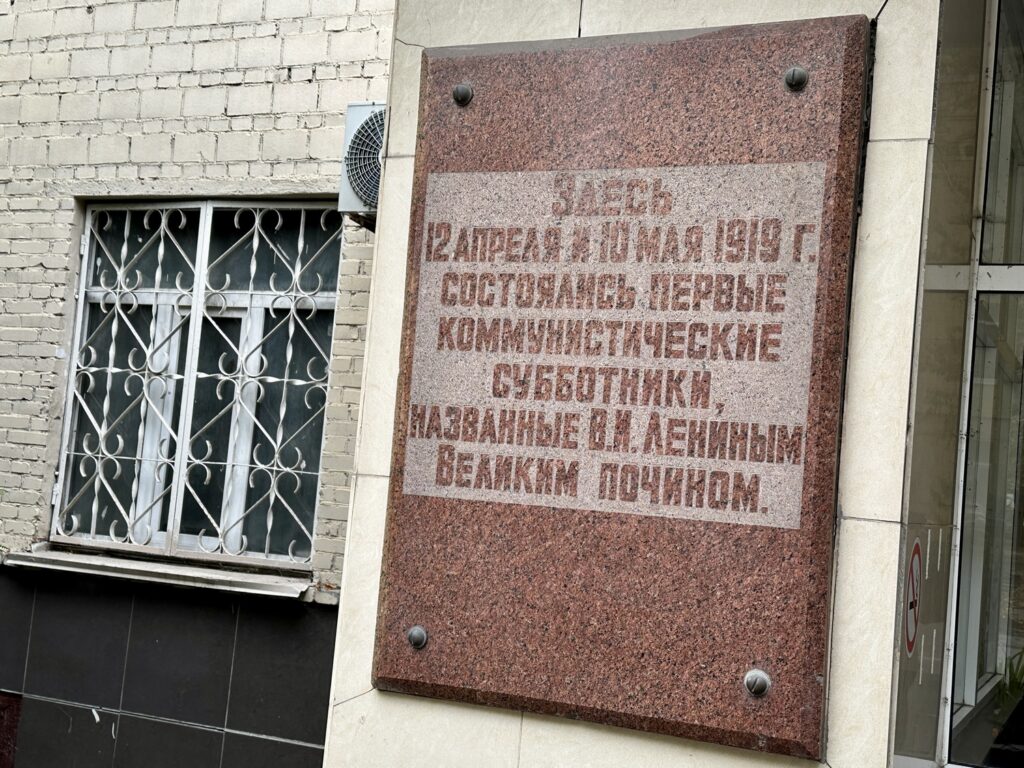 Здесь
12 апреля и 10 мая 1919 г.
состоялись первые
коммунистические
субботники,
названные В.И. Лениным
Великим почином.